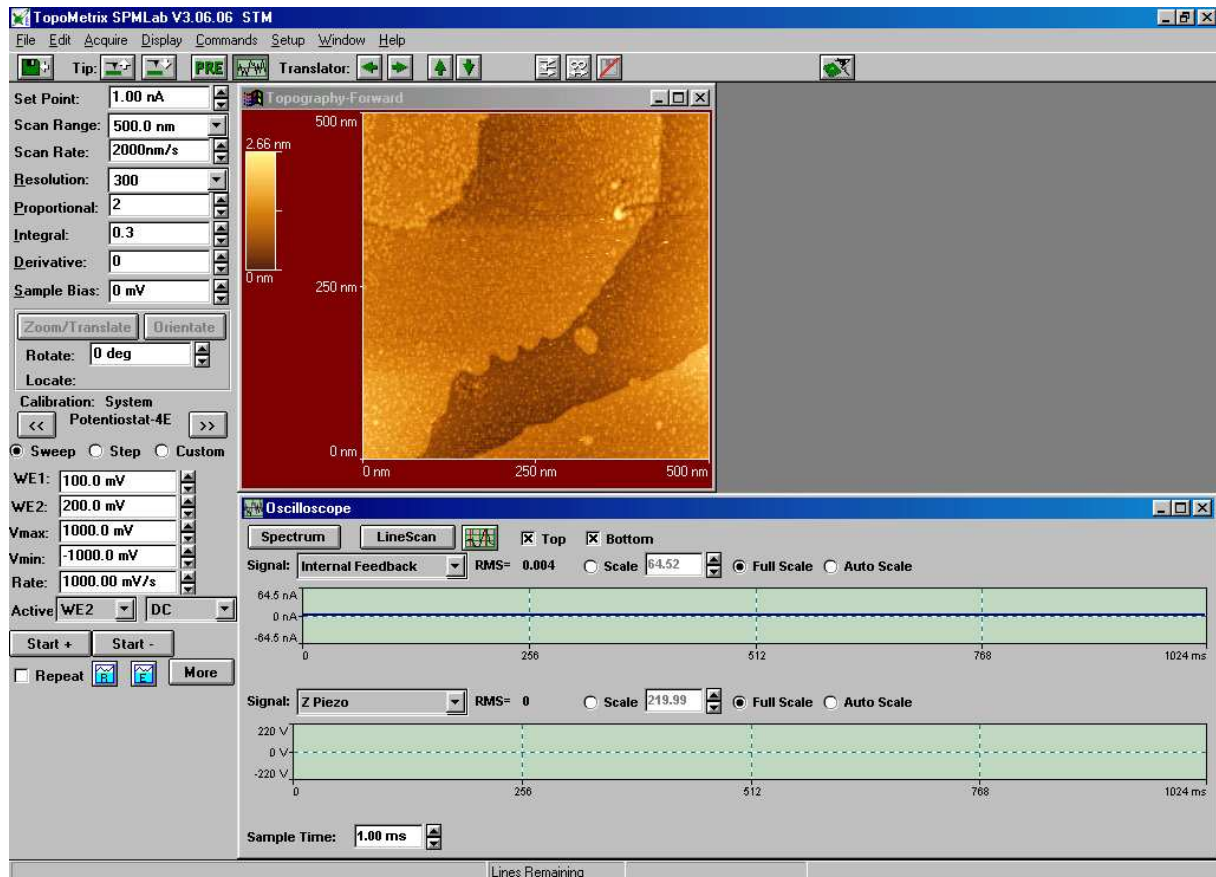 TopoMetrix SPMLab V3.06.06 STM
File Edit Acquire Display Commands Setup Window Help
Tip: PRE Translator:
Set Point: 1.00 nA
Scan Range: 500.0 nm
Scan Rate: 2000nm/s
Resolution: 300
Proportional: 2
Integral: 0.3
Derivative: 0
Sample Bias: 0 mV
Zoom/Translate Orientate
Rotate: 0 deg
Locate:
Calibration: System
<< Potentiostat-4E >>
Sweep Step Custom
WE1: 100.0 mV
WE2: 200.0 mV
Vmax: 1000.0 mV
Vmin: -1000.0 mV
Rate: 1000.00 mV/s
Active WE2 DC
Start + Start -
Repeat R E More
Topography-Forward
500 nm
2.66 nm
0 nm
250 nm
0 nm
0 nm 250 nm 500 nm
Oscilloscope
Spectrum LineScan Top Bottom
Signal: Internal Feedback RMS= 0.004 Scale 64.52 Full Scale Auto Scale
64.5 nA
0 nA
-64.5 nA
0 256 512 768 1024 ms
Signal: Z Piezo RMS= 0 Scale 219.99 Full Scale Auto Scale
220 V
0 V
-220 V
0 256 512 768 1024 ms
Sample Time: 1.00 ms
Lines Remaining